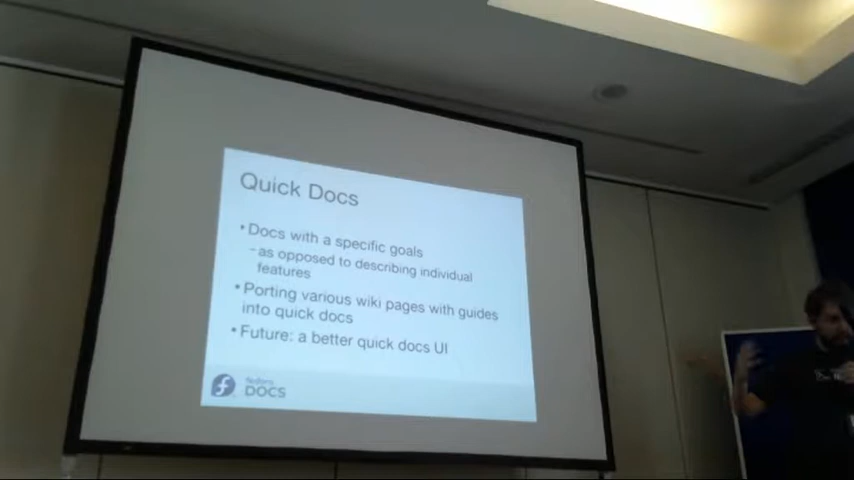 Quick Docs
• Docs with a specific goals
- as opposed to describing individual
features
• Porting various wiki pages with guides
into quick docs
• Future: a better quick docs UI
fedora
DOCS